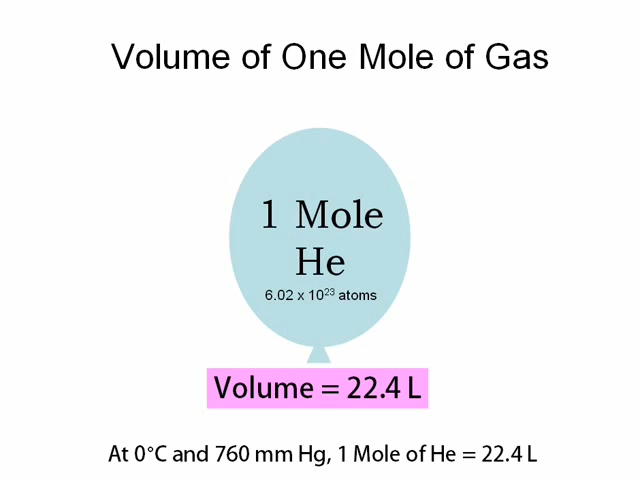 Volume of One Mole of Gas
1 Mole
He
6.02 x 10²³ atoms
Volume = 22.4 L
At 0°C and 760 mm Hg, 1 Mole of He = 22.4 L